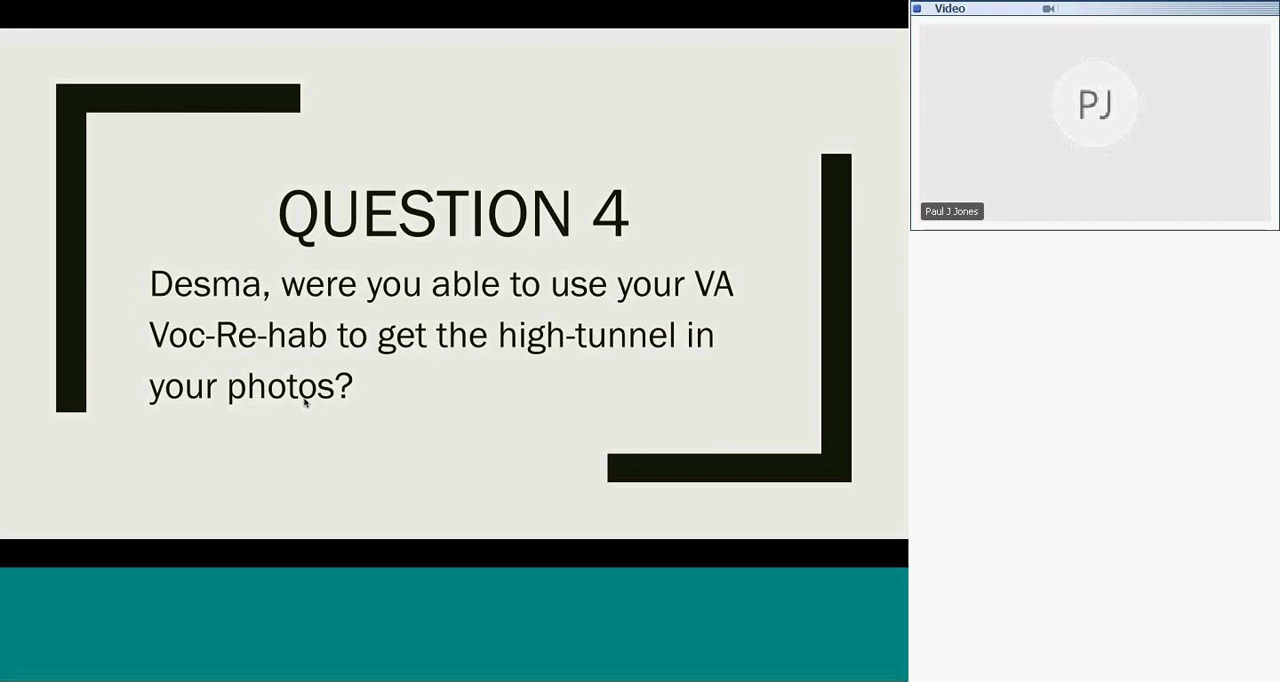 Video
QUESTION 4
Desma, were you able to use your VA
Voc-Re-hab to get the high-tunnel in
your photos?
PJ
Paul J Jones